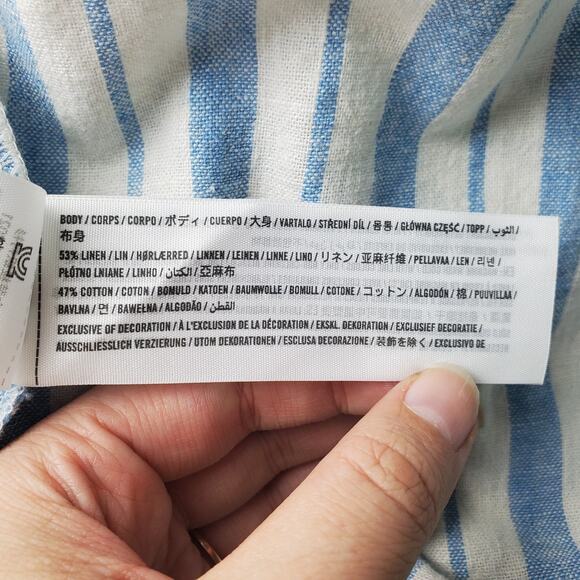 BODY / CORPS / CORPO / ボディ / CUERPO / 大身 / VARTALO / STŘEDNÍ DÍL / 몸통 / GŁÓWNA CZĘŚĆ / TOPP / الثوب /
布身
53% LINEN / LIN / HØRLÆRRED / LINNEN / LEINEN / LINNE / LINO / リネン / 亚麻纤维 / PELLAVAA / LEN / 리넨 /
PŁÓTNO LNIANE / LINHO / الكتان / 亞麻布
47% COTTON / COTON / BOMULD / KATOEN / BAUMWOLLE / BOMULL / COTONE / コットン / ALGODÓN / 棉 / PUUVILLAA /
BAVLNA / 면 / BAWEŁNA / ALGODÃO / القطن
EXCLUSIVE OF DECORATION / À L'EXCLUSION DE LA DÉCORATION / EKSKL. DEKORATION / EXCLUSIEF DECORATIE /
AUSSCHLIESSLICH VERZIERUNG / UTOM DEKORATIONEN / ESCLUSA DECORAZIONE / 装飾を除く / EXCLUSIVO DE